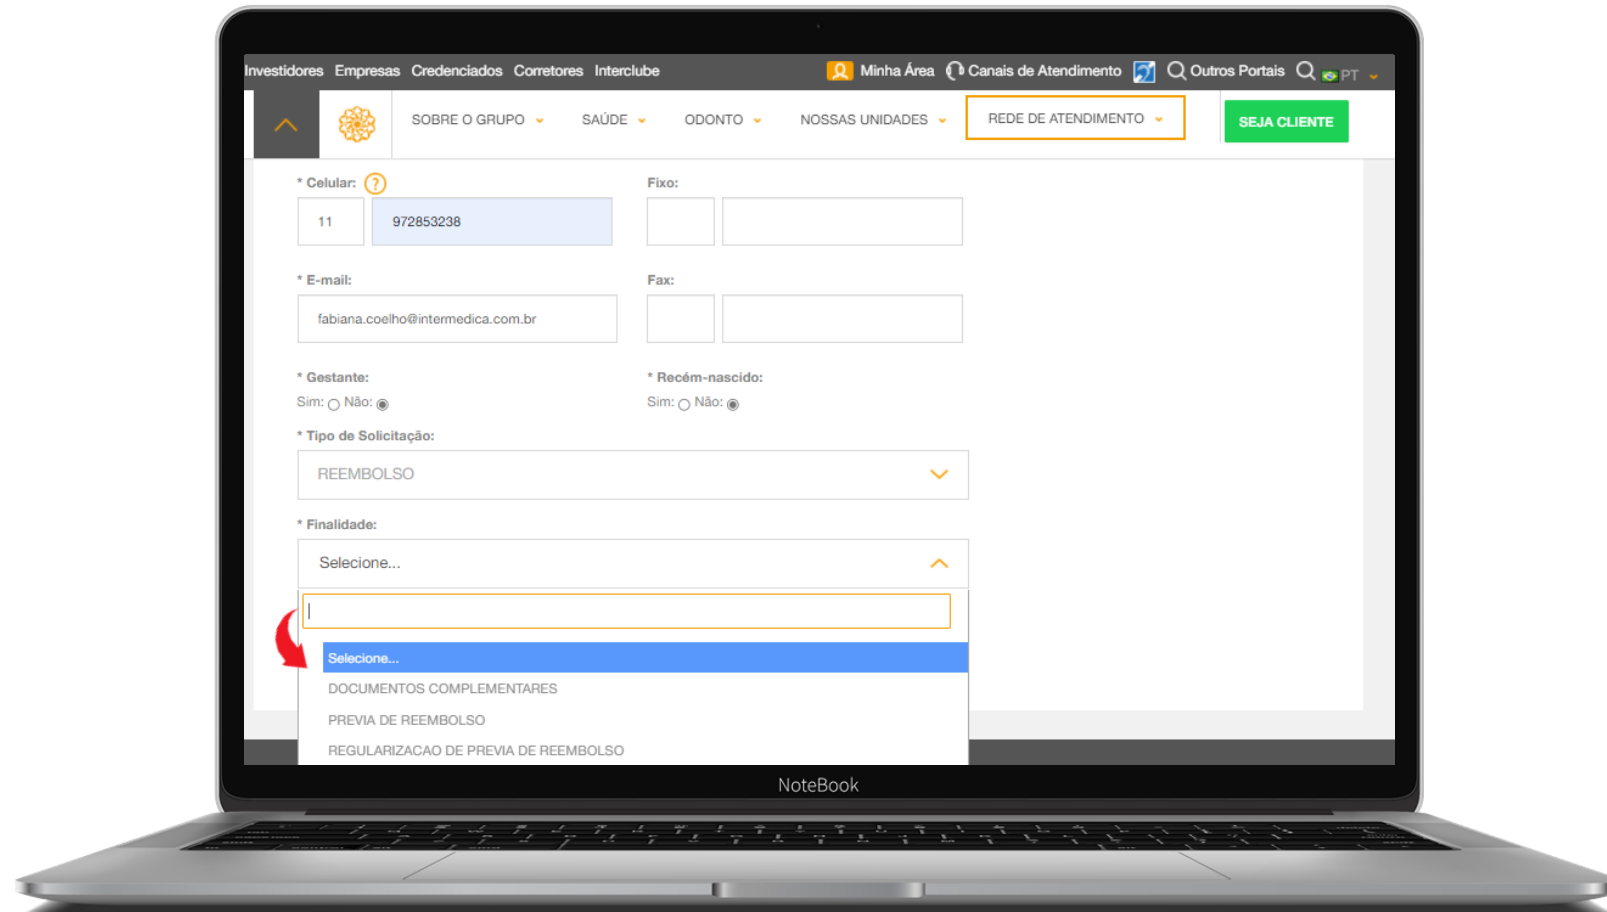 Investidores Empresas Credenciados Corretores Interclube Minha Área Canais de Atendimento Outros Portais PT
SOBRE O GRUPO SAÚDE ODONTO NOSSAS UNIDADES REDE DE ATENDIMENTO SEJA CLIENTE
* Celular: ? Fixo:
11 972853238
* E-mail: Fax:
fabiana.coelho@intermedica.com.br
* Gestante: * Recém-nascido:
Sim: Não: Sim: Não:
* Tipo de Solicitação:
REEMBOLSO
* Finalidade:
Selecione...
Selecione...
DOCUMENTOS COMPLEMENTARES
PREVIA DE REEMBOLSO
REGULARIZACAO DE PREVIA DE REEMBOLSO
NoteBook